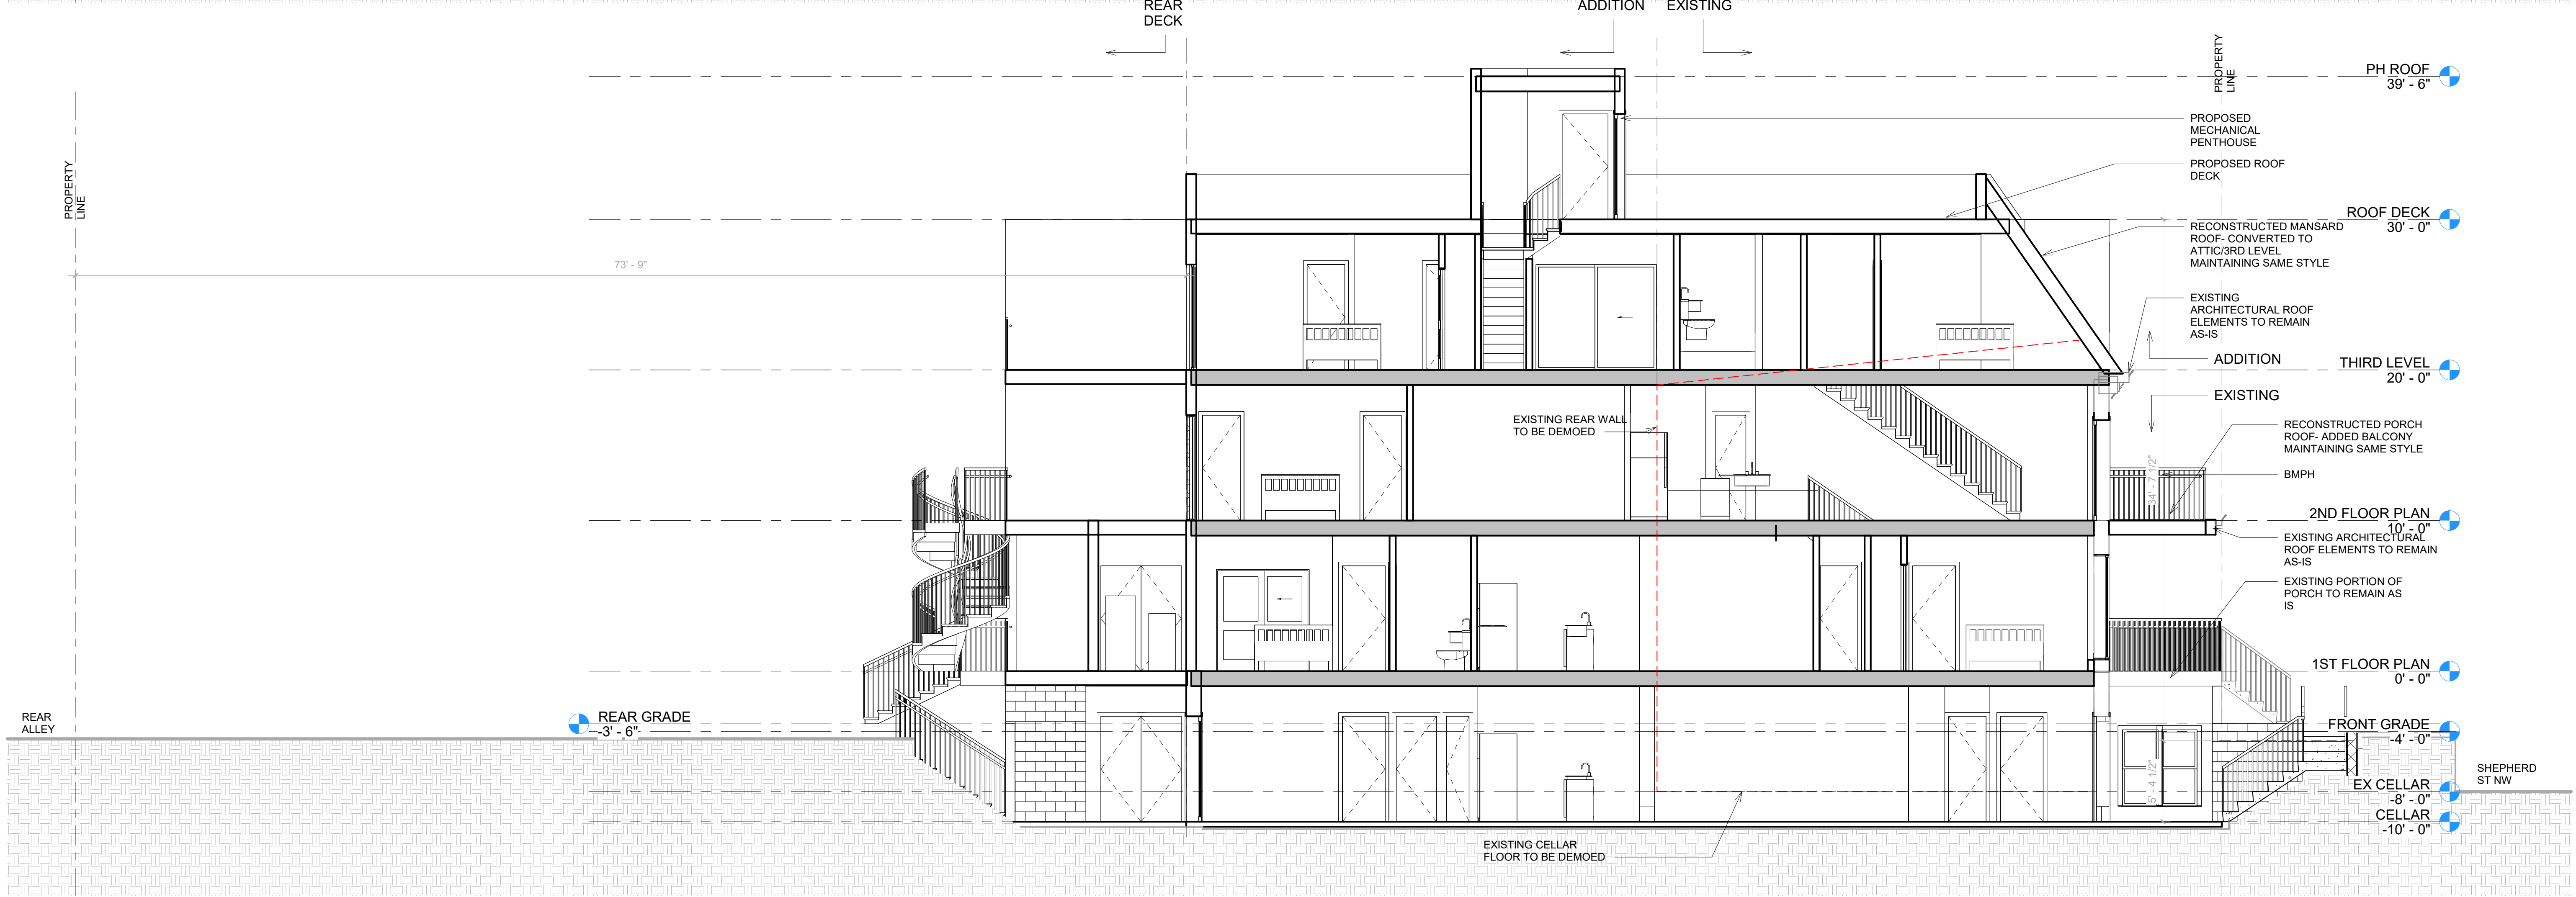 REAR
DECK
ADDITION
EXISTING
PROPERTY
LINE
PROPERTY
LINE
PH ROOF
39' - 6"
PROPOSED
MECHANICAL
PENTHOUSE
PROPOSED ROOF
DECK
ROOF DECK
30' - 0"
RECONSTRUCTED MANSARD
ROOF- CONVERTED TO
ATTIC/3RD LEVEL
MAINTAINING SAME STYLE
73' - 9"
EXISTING
ARCHITECTURAL ROOF
ELEMENTS TO REMAIN
AS-IS
ADDITION
THIRD LEVEL
20' - 0"
EXISTING
EXISTING REAR WALL
TO BE DEMOED
RECONSTRUCTED PORCH
ROOF- ADDED BALCONY
MAINTAINING SAME STYLE
BMPH
34' - 7 1/2"
2ND FLOOR PLAN
10' - 0"
EXISTING ARCHITECTURAL
ROOF ELEMENTS TO REMAIN
AS-IS
EXISTING PORTION OF
PORCH TO REMAIN AS
IS
1ST FLOOR PLAN
0' - 0"
REAR
ALLEY
REAR GRADE
-3' - 6"
FRONT GRADE
-4' - 0"
SHEPHERD
ST NW
5' - 4 1/2"
EX CELLAR
-8' - 0"
CELLAR
-10' - 0"
EXISTING CELLAR
FLOOR TO BE DEMOED